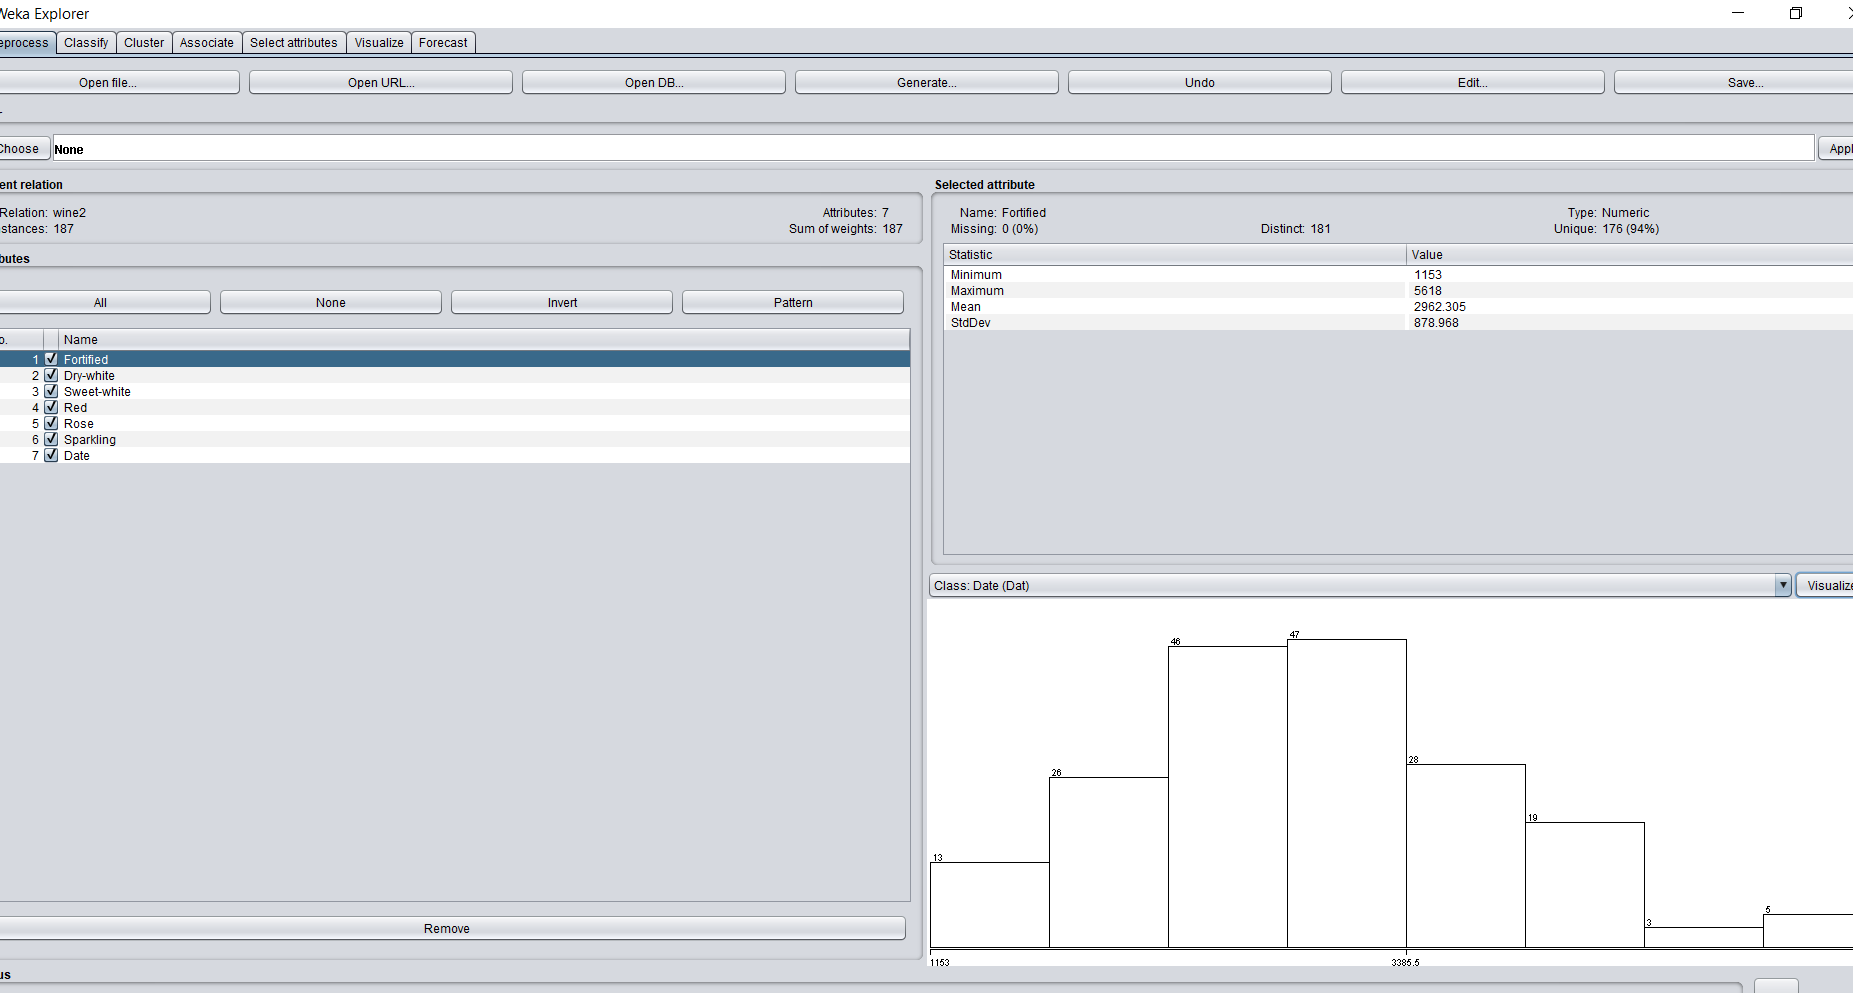 Weka Explorer
eprocess Classify Cluster Associate Select attributes Visualize Forecast
Open file... Open URL... Open DB... Generate... Undo Edit... Save...
Choose None Appl
ent relation
Relation: wine2 Attributes: 7
stances: 187 Sum of weights: 187
butes
All None Invert Pattern
o. Name
1 Fortified
2 Dry-white
3 Sweet-white
4 Red
5 Rose
6 Sparkling
7 Date
Remove
us
Selected attribute
Name: Fortified Type: Numeric
Missing: 0 (0%) Distinct: 181 Unique: 176 (94%)
Statistic Value
Minimum 1153
Maximum 5618
Mean 2962.305
StdDev 878.968
Class: Date (Dat) Visualize
13 26 46 47 28 19 3 5
1153 3385.5